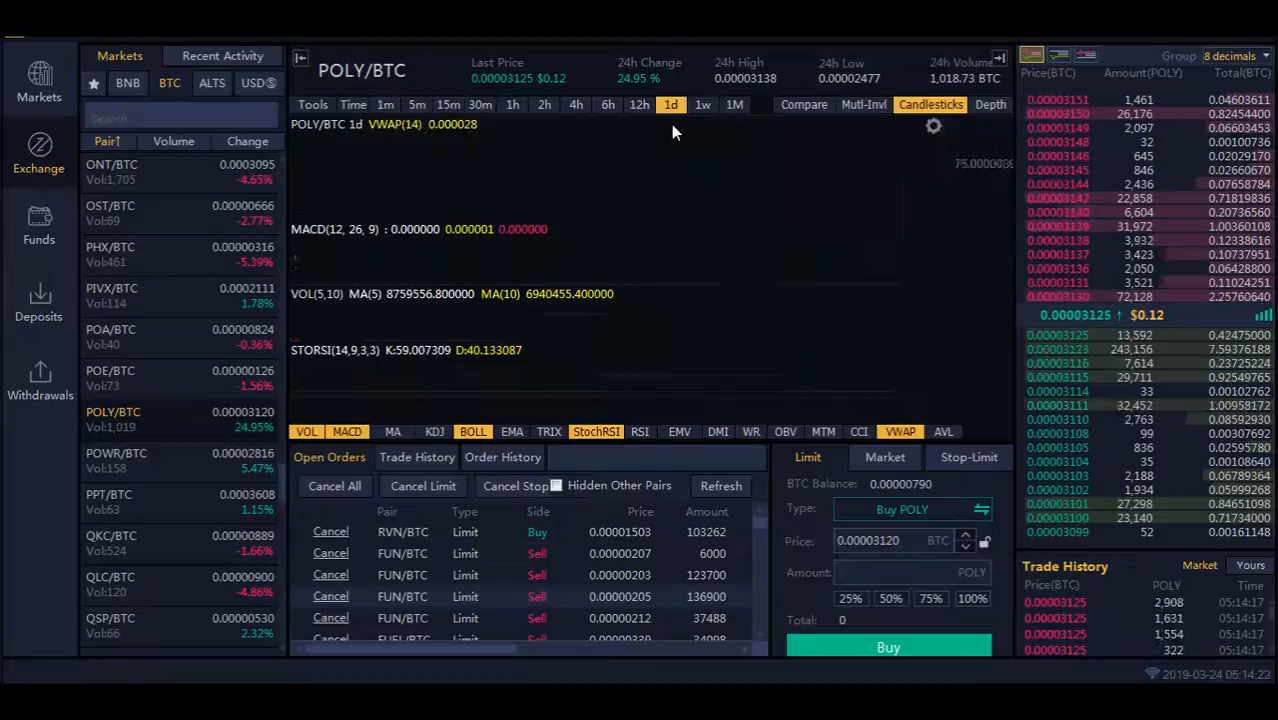 Markets
Exchange
Funds
Deposits
Withdrawals
Markets Recent Activity
BNB BTC ALTS USDⓈ
Search...
Pair↑ Volume Change
ONT/BTC 0.0003095
Vol:1,705 -4.65%
OST/BTC 0.00000666
Vol:69 -2.77%
PHX/BTC 0.00000316
Vol:461 -5.39%
PIVX/BTC 0.0002111
Vol:114 1.78%
POA/BTC 0.00000824
Vol:40 -0.36%
POE/BTC 0.00000126
Vol:73 -1.56%
POLY/BTC 0.00003120
Vol:1,019 24.95%
POWR/BTC 0.00002816
Vol:158 5.47%
PPT/BTC 0.0003608
Vol:63 1.15%
QKC/BTC 0.00000889
Vol:524 -1.66%
QLC/BTC 0.00000900
Vol:120 -4.86%
QSP/BTC 0.00000530
Vol:66 2.32%
POLY/BTC
Last Price 24h Change 24h High 24h Low 24h Volume
0.00003125 $0.12 24.95 % 0.00003138 0.00002477 1,018.73 BTC
Tools Time 1m 5m 15m 30m 1h 2h 4h 6h 12h 1d 1w 1M Compare Mutl-Invl Candlesticks Depth
POLY/BTC 1d VWAP(14) 0.000028
MACD(12, 26, 9) : 0.000000 0.000001 0.000000
VOL(5,10) MA(5) 8759556.800000 MA(10) 6940455.400000
STORSI(14,9,3,3) K:59.007309 D:40.133087
VOL MACD MA KDJ BOLL EMA TRIX StochRSI RSI EMV DMI WR OBV MTM CCI VWAP AVL
Open Orders Trade History Order History
Cancel All Cancel Limit Cancel Stop Hidden Other Pairs Refresh
Pair Type Side Price Amount
Cancel RVN/BTC Limit Buy 0.00001503 103262
Cancel FUN/BTC Limit Sell 0.00000207 6000
Cancel FUN/BTC Limit Sell 0.00000203 123700
Cancel FUN/BTC Limit Sell 0.00000205 136900
Cancel FUN/BTC Limit Sell 0.00000212 37488
Cancel FUEL/BTC Limit Sell 0.00000339 34098
Limit Market Stop-Limit
BTC Balance: 0.00000790
Type: Buy POLY
Price: 0.00003120 BTC
Amount: POLY
25% 50% 75% 100%
Total: 0
Buy
Group 8 decimals
Price(BTC) Amount(POLY) Total(BTC)
0.00003151 1,461 0.04603611
0.00003150 26,176 0.82454400
0.00003149 2,097 0.06603453
0.00003148 32 0.00100736
0.00003146 645 0.02029170
0.00003145 846 0.02660670
0.00003144 2,436 0.07658784
0.00003142 22,858 0.71819836
0.00003140 6,604 0.20736560
0.00003139 31,972 1.00360108
0.00003138 3,932 0.12338616
0.00003137 3,423 0.10737951
0.00003136 2,050 0.06428800
0.00003131 3,521 0.11024251
0.00003130 72,128 2.25760640
0.00003125 ↑ $0.12
0.00003125 13,592 0.42475000
0.00003123 243,156 7.59376188
0.00003116 7,614 0.23725224
0.00003115 29,711 0.92549765
0.00003114 33 0.00102762
0.00003111 32,452 1.00958172
0.00003110 2,763 0.08592930
0.00003108 99 0.00307692
0.00003105 836 0.02595780
0.00003104 35 0.00108640
0.00003103 2,188 0.06789364
0.00003102 1,934 0.05999268
0.00003101 27,298 0.84651098
0.00003100 23,140 0.71734000
0.00003099 52 0.00161148
Trade History Market Yours
Price(BTC) POLY Time
0.00003125 2,908 05:14:17
0.00003125 1,631 05:14:17
0.00003125 1,554 05:14:17
0.00003125 322 05:14:17
2019-03-24 05:14:23